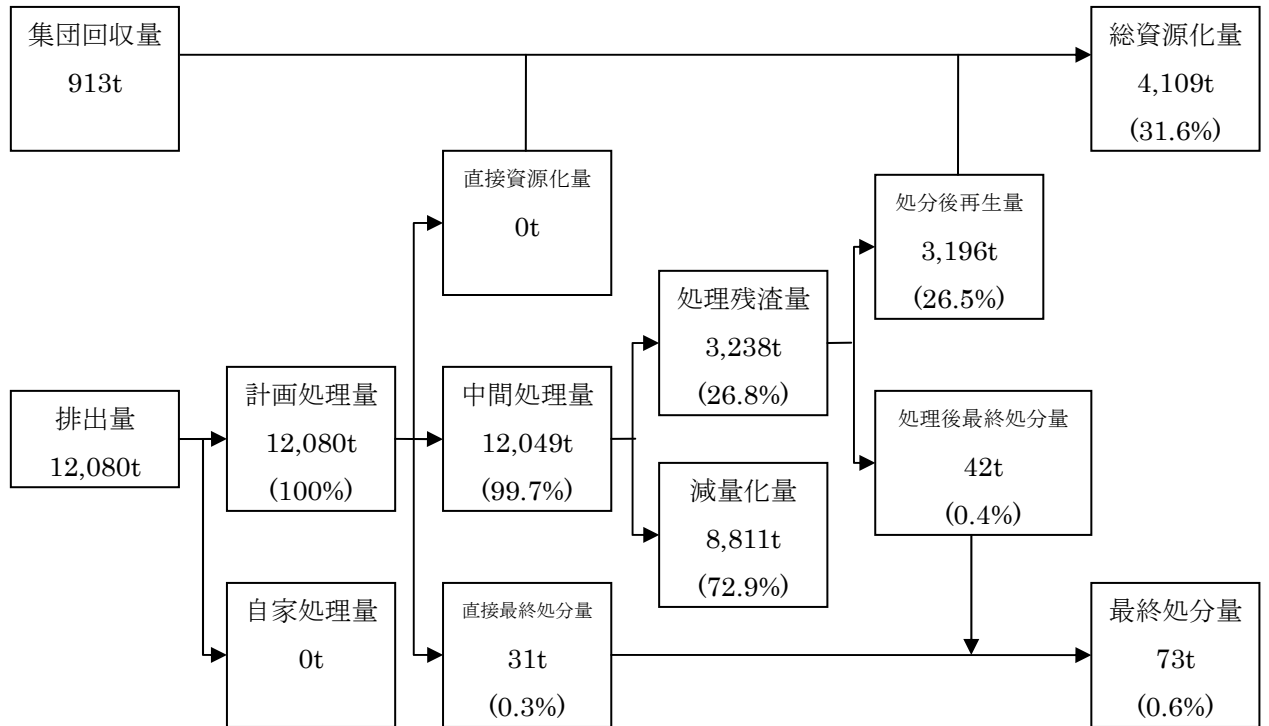 集団回収量
913t
総資源化量
4,109t
(31.6%)
直接資源化量
0t
処分後再生量
3,196t
(26.5%)
処理残渣量
3,238t
(26.8%)
排出量
12,080t
計画処理量
12,080t
(100%)
中間処理量
12,049t
(99.7%)
処理後最終処分量
42t
(0.4%)
減量化量
8,811t
(72.9%)
自家処理量
0t
直接最終処分量
31t
(0.3%)
最終処分量
73t
(0.6%)